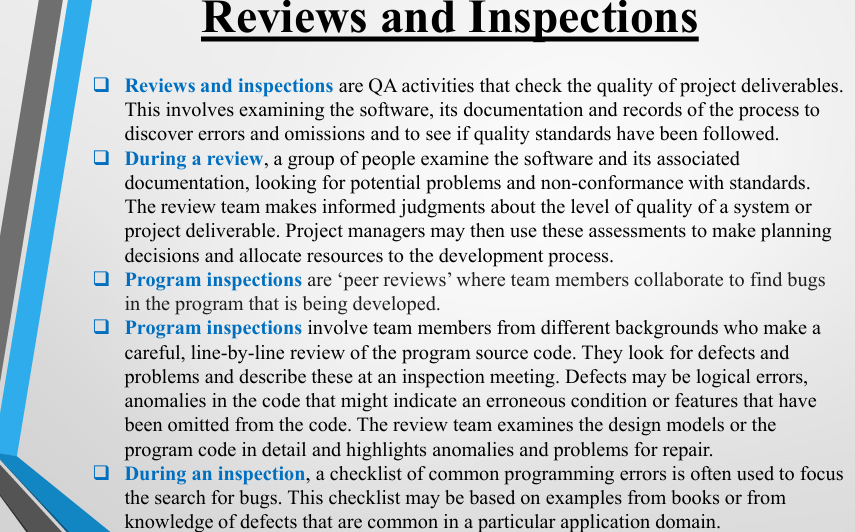 Reviews and Inspections
Reviews and inspections are QA activities that check the quality of project deliverables.
This involves examining the software, its documentation and records of the process to
discover errors and omissions and to see if quality standards have been followed.
During a review, a group of people examine the software and its associated
documentation, looking for potential problems and non-conformance with standards.
The review team makes informed judgments about the level of quality of a system or
project deliverable. Project managers may then use these assessments to make planning
decisions and allocate resources to the development process.
Program inspections are ‘peer reviews’ where team members collaborate to find bugs
in the program that is being developed.
Program inspections involve team members from different backgrounds who make a
careful, line-by-line review of the program source code. They look for defects and
problems and describe these at an inspection meeting. Defects may be logical errors,
anomalies in the code that might indicate an erroneous condition or features that have
been omitted from the code. The review team examines the design models or the
program code in detail and highlights anomalies and problems for repair.
During an inspection, a checklist of common programming errors is often used to focus
the search for bugs. This checklist may be based on examples from books or from
knowledge of defects that are common in a particular application domain.